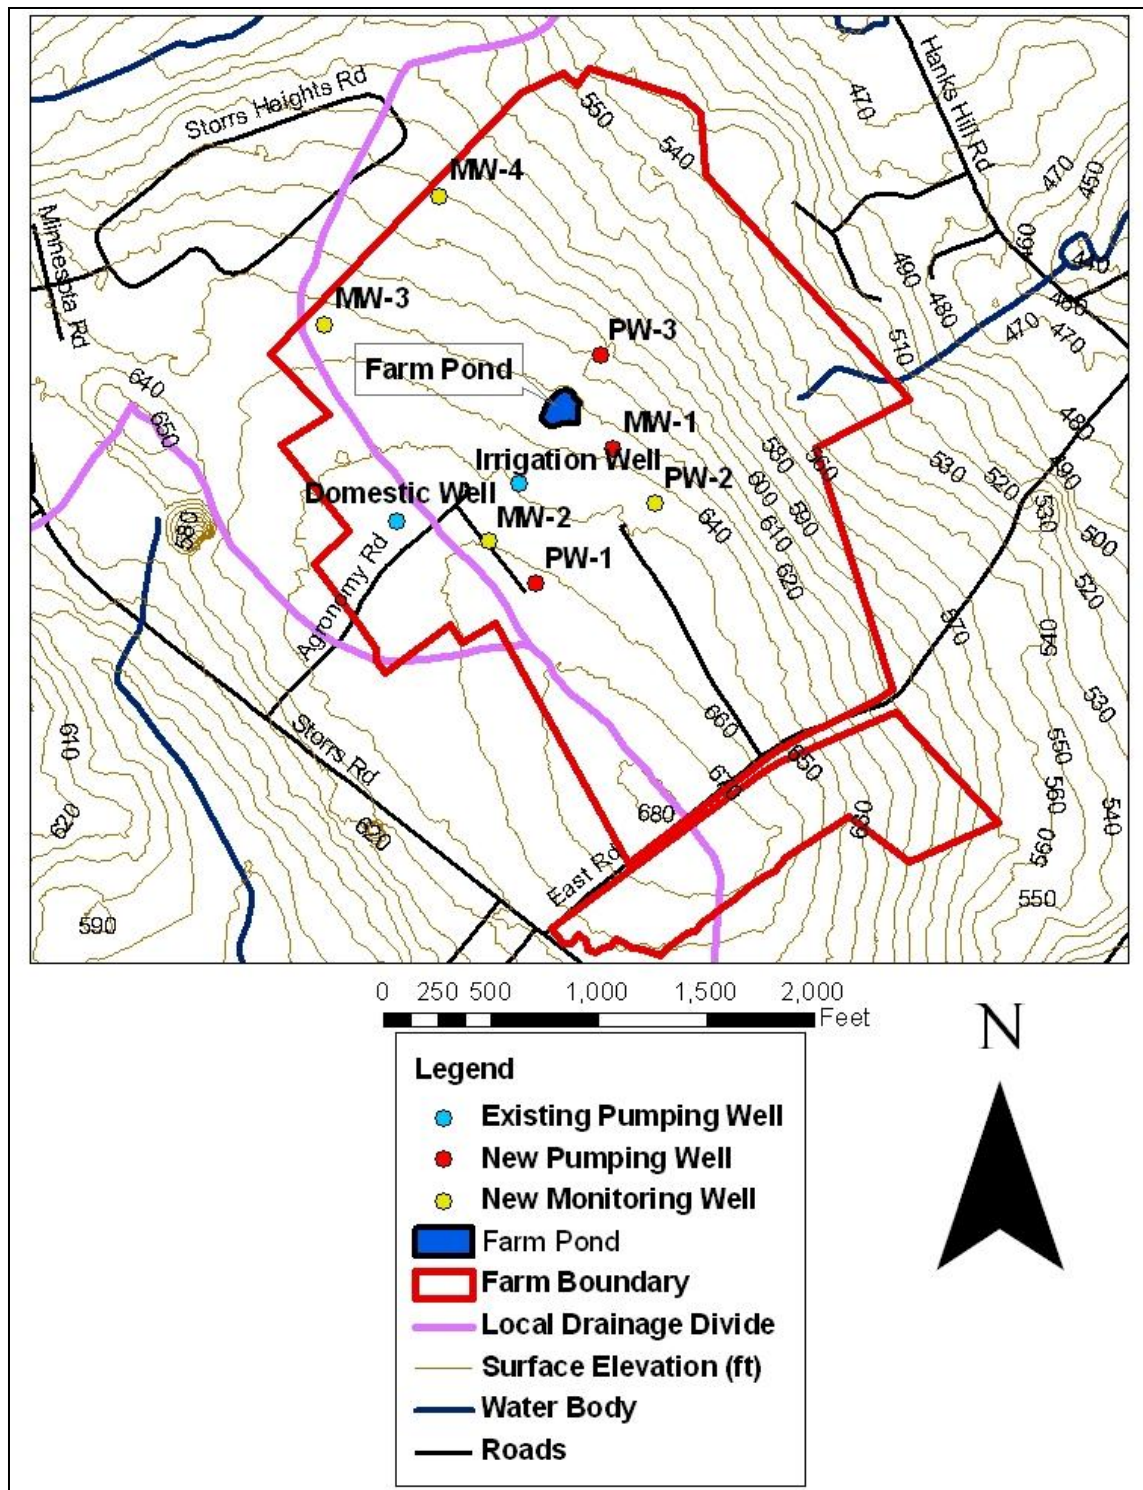 Hanks Hill Rd
550
470
Storrs Heights Rd
540
470
450
MW-4
Minnesota Rd
460
440
490
MW-3
480
470
470
PW-3
510
Farm Pond
640
650
MW-1
480
Irrigation Well
580
560
530
490
PW-2
600
520
Domestic Well
590
530
MW-2
640
610
500
580
PW-1
620
520
Agronomy Rd
570
540
660
530
Storrs Rd
610
650
550
680
560
540
620
620
560
East Rd
550
590
0 250 500 1,000 1,500 2,000
Feet
N
Legend
Existing Pumping Well
New Pumping Well
New Monitoring Well
Farm Pond
Farm Boundary
Local Drainage Divide
Surface Elevation (ft)
Water Body
Roads